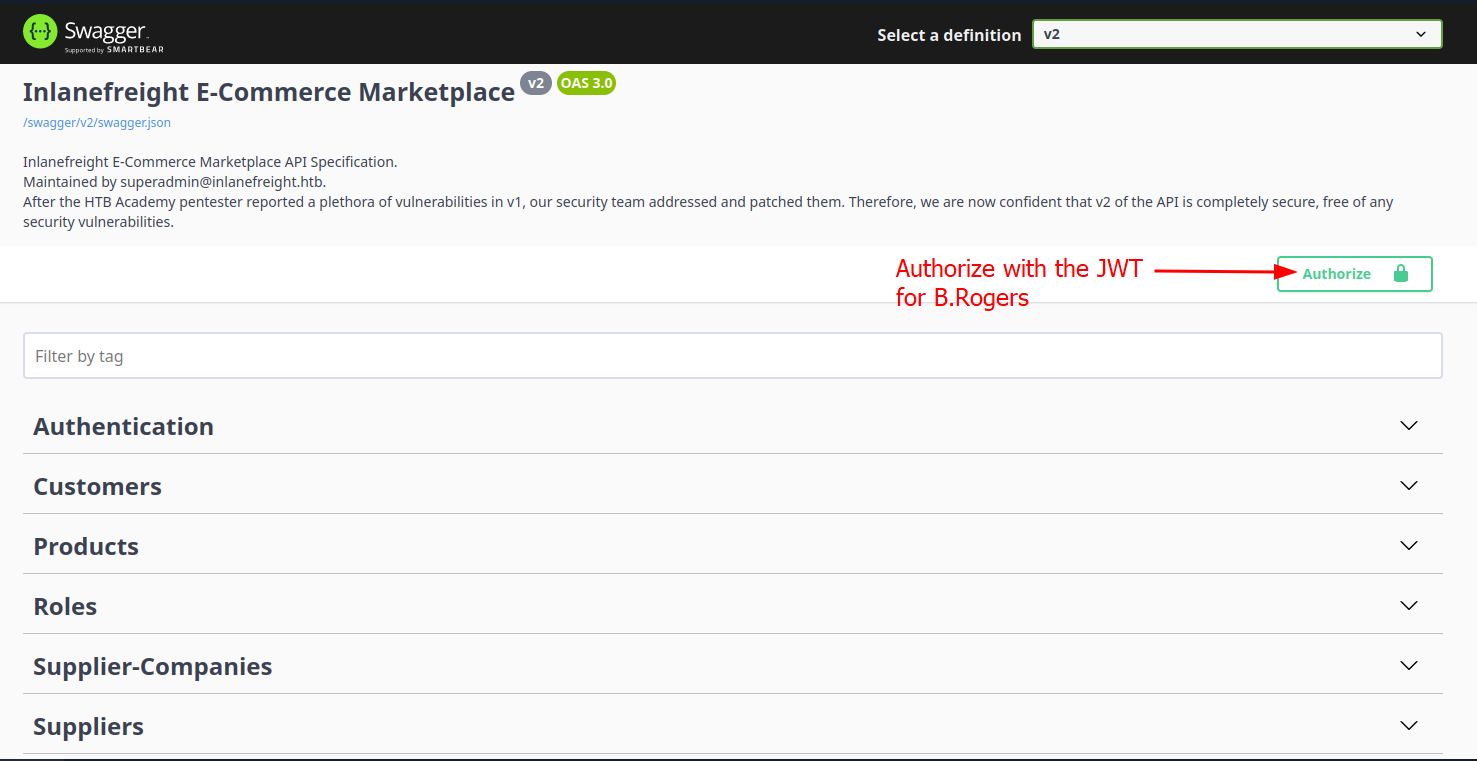 Swagger
Supported by SMARTBEAR
Select a definition
v2
Inlanefreight E-Commerce Marketplace v2 OAS 3.0
/swagger/v2/swagger.json
Inlanefreight E-Commerce Marketplace API Specification.
Maintained by superadmin@inlanefreight.htb.
After the HTB Academy pentester reported a plethora of vulnerabilities in v1, our security team addressed and patched them. Therefore, we are now confident that v2 of the API is completely secure, free of any
security vulnerabilities.
Authorize with the JWT
for B.Rogers
Authorize
Filter by tag
Authentication
Customers
Products
Roles
Supplier-Companies
Suppliers